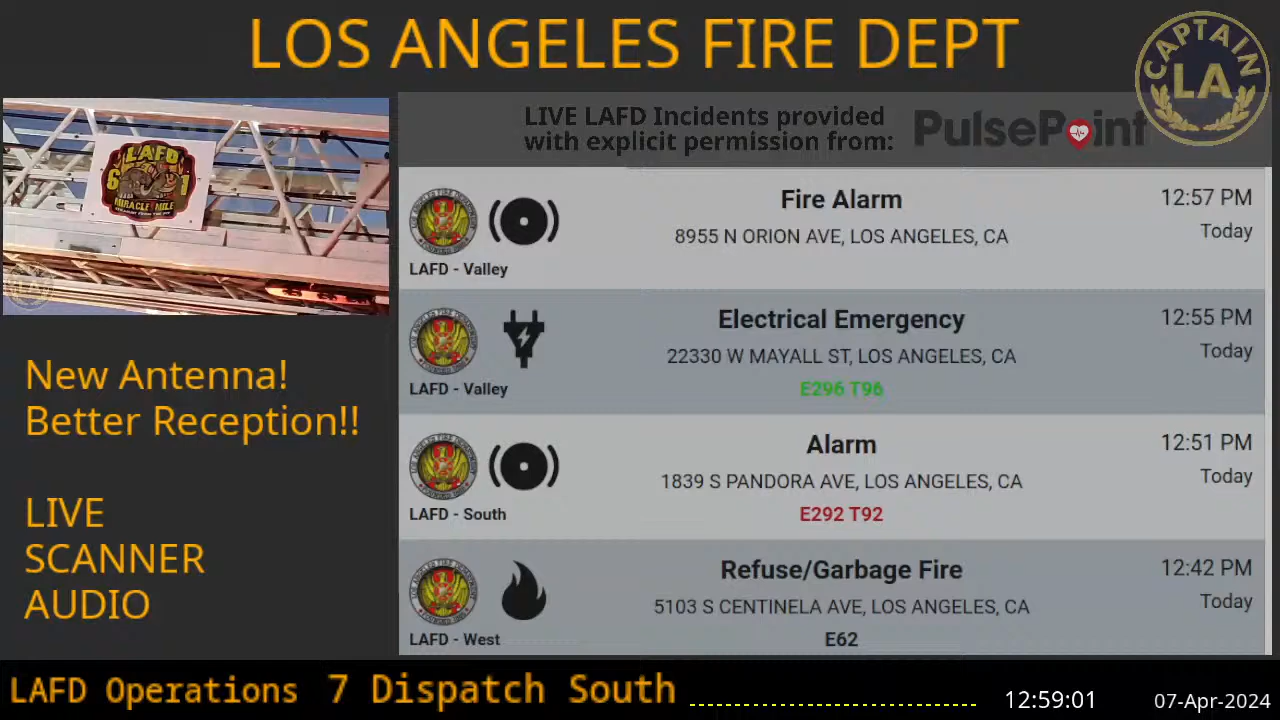 LOS ANGELES FIRE DEPT
CAPTAIN
LA
LIVE LAFD Incidents provided
with explicit permission from:
PulsePoint
LAFD
6 1
MIRACLE MILE
New Antenna!
Better Reception!!
LIVE
SCANNER
AUDIO
Fire Alarm
12:57 PM
8955 N ORION AVE, LOS ANGELES, CA
Today
LAFD - Valley
Electrical Emergency
12:55 PM
22330 W MAYALL ST, LOS ANGELES, CA
Today
LAFD - Valley
E296 T96
Alarm
12:51 PM
1839 S PANDORA AVE, LOS ANGELES, CA
Today
LAFD - South
E292 T92
Refuse/Garbage Fire
12:42 PM
5103 S CENTINELA AVE, LOS ANGELES, CA
Today
LAFD - West
E62
LAFD Operations 7 Dispatch South
12:59:01
07-Apr-2024